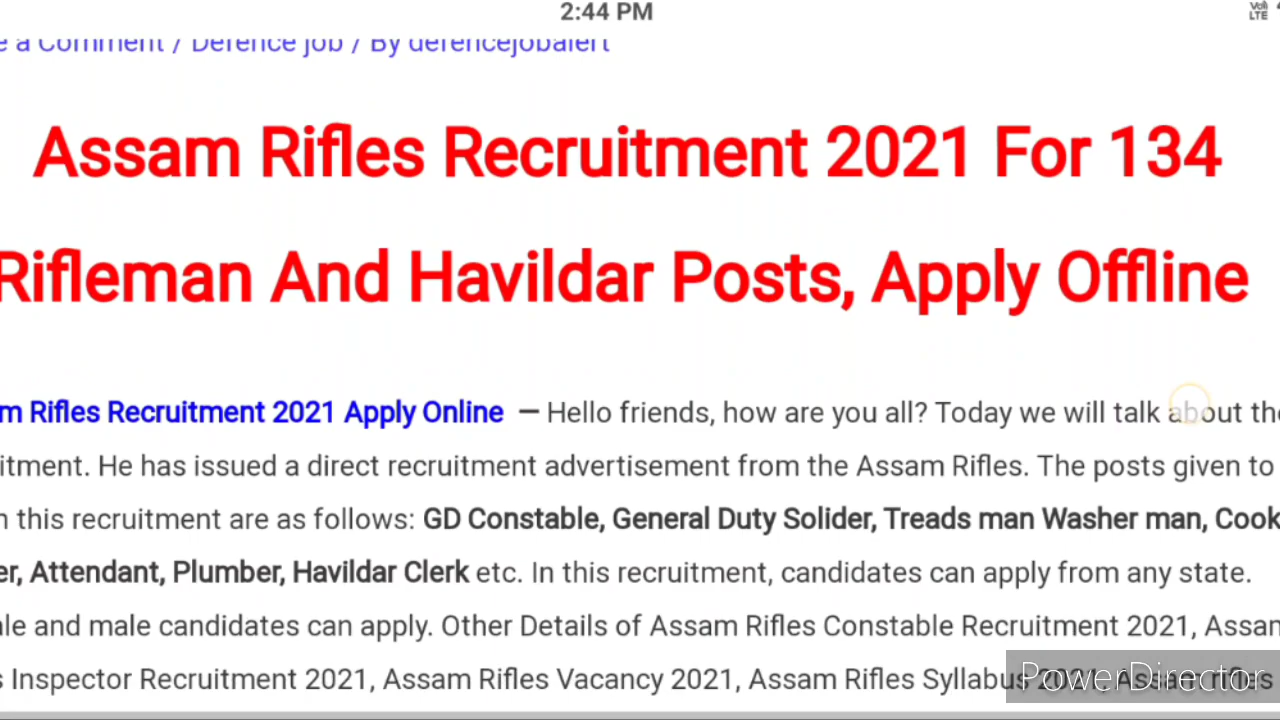 2:44 PM
VoLTE
e a Comment / Defence job / By defencejobalert
Assam Rifles Recruitment 2021 For 134
Rifleman And Havildar Posts, Apply Offline
m Rifles Recruitment 2021 Apply Online – Hello friends, how are you all? Today we will talk about the
itment. He has issued a direct recruitment advertisement from the Assam Rifles. The posts given to
n this recruitment are as follows: GD Constable, General Duty Solider, Treads man Washer man, Cook
er, Attendant, Plumber, Havildar Clerk etc. In this recruitment, candidates can apply from any state.
ale and male candidates can apply. Other Details of Assam Rifles Constable Recruitment 2021, Assam
s Inspector Recruitment 2021, Assam Rifles Vacancy 2021, Assam Rifles Syllabus 2021, Assam rifles
PowerDirector